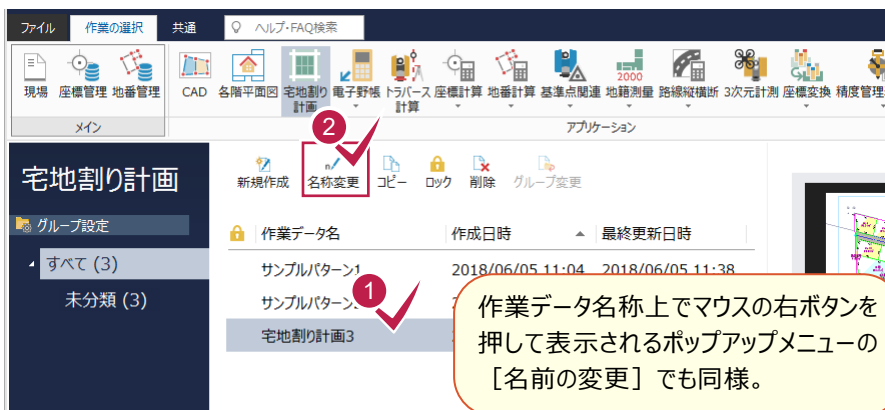 ファイル 作業の選択 共通 ヘルプ・FAQ検索
現場 座標管理 地番管理 CAD 各階平面図 宅地割り計画 電子野帳 トラバース計算 座標計算 地番計算 基準点関連 2000 地籍測量 路線縦横断 3次元計測 座標変換 精度管理
メイン アプリケーション
2
宅地割り計画
新規作成 名称変更 コピー ロック 削除 グループ変更
グループ設定
作業データ名 作成日時 最終更新日時
すべて (3)
サンプルパターン1 2018/06/05 11:04 2018/06/05 11:38
未分類 (3)
サンプルパターン
1
宅地割り計画3
作業データ名称上でマウスの右ボタンを
押して表示されるポップアップメニューの
［名前の変更］でも同様。